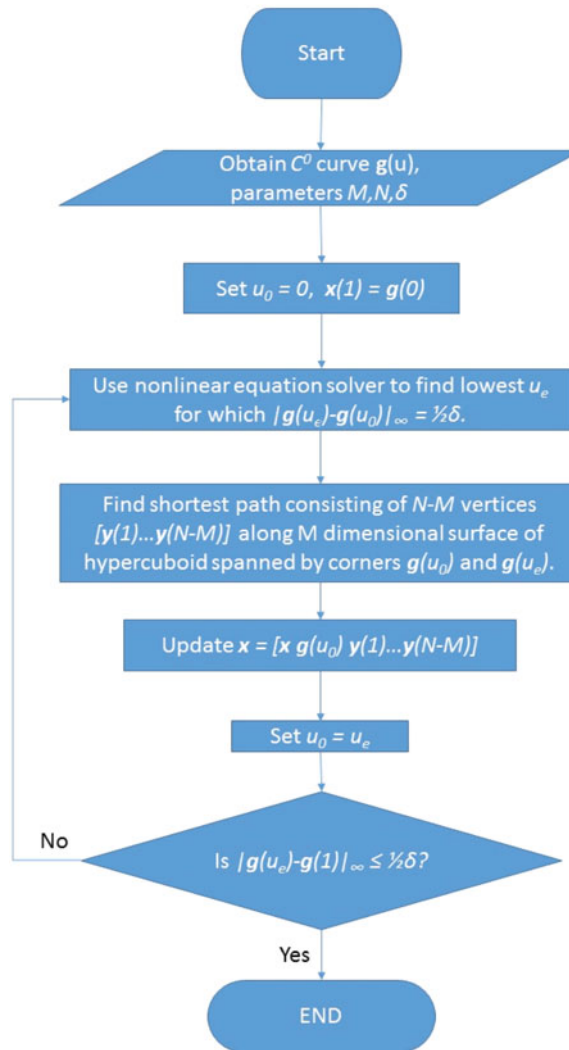 Start
Obtain C⁰ curve g(u),
parameters M,N,δ
Set u₀ = 0, x(1) = g(0)
Use nonlinear equation solver to find lowest uₑ
for which |g(uₑ)-g(u₀)|∞ = ½δ.
Find shortest path consisting of N-M vertices
[y(1)...y(N-M)] along M dimensional surface of
hypercuboid spanned by corners g(u₀) and g(uₑ).
Update x = [x g(u₀) y(1)...y(N-M)]
Set u₀ = uₑ
No
Is |g(uₑ)-g(1)|∞ ≤ ½δ?
Yes
END